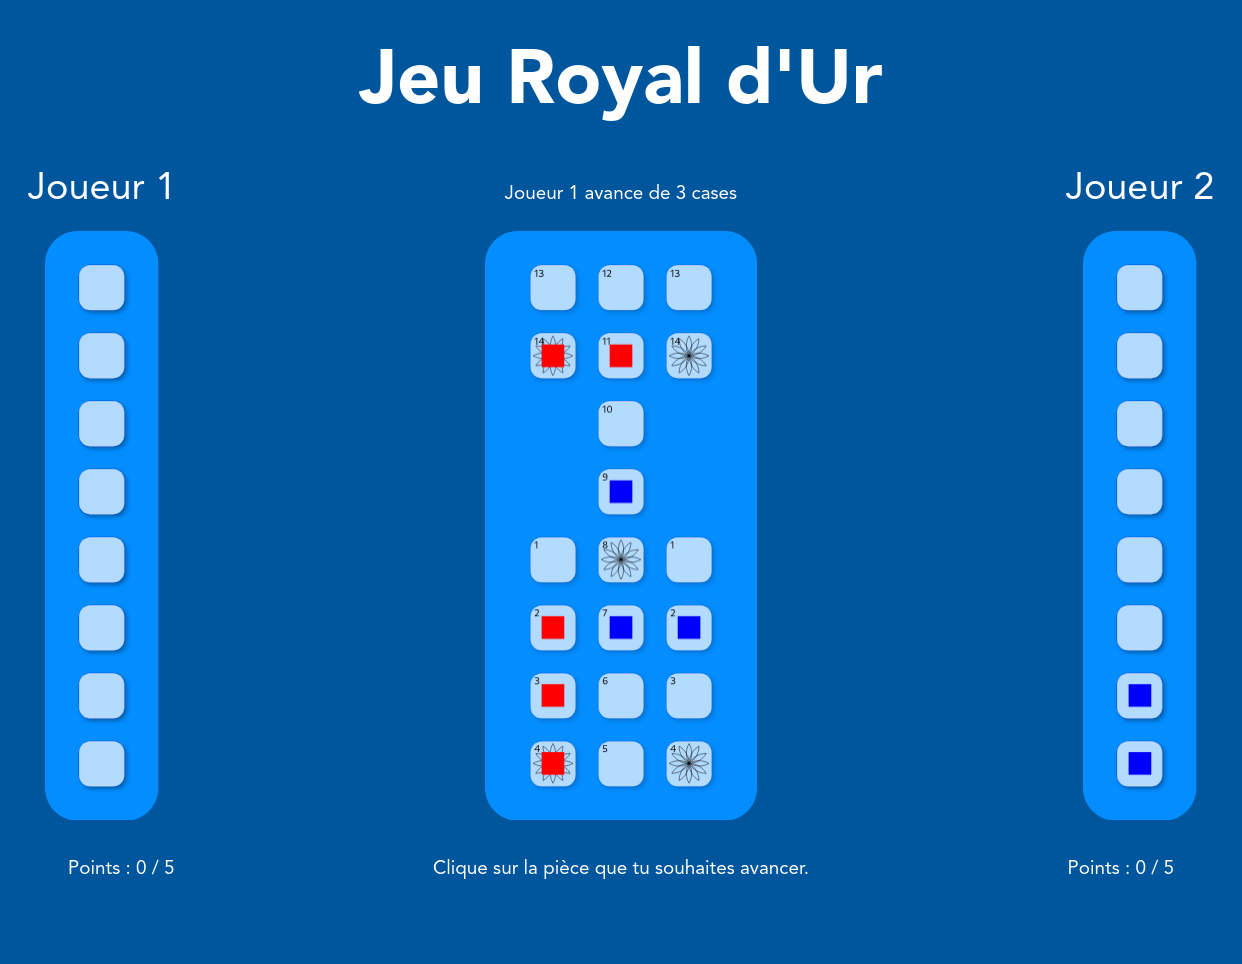 Jeu Royal d'Ur
Joueur 1
Joueur 1 avance de 3 cases
Joueur 2
13 12 13
14 11 14
10
9
1 8 1
2 7 2
3 6 3
4 5 4
Points : 0 / 5
Clique sur la pièce que tu souhaites avancer.
Points : 0 / 5